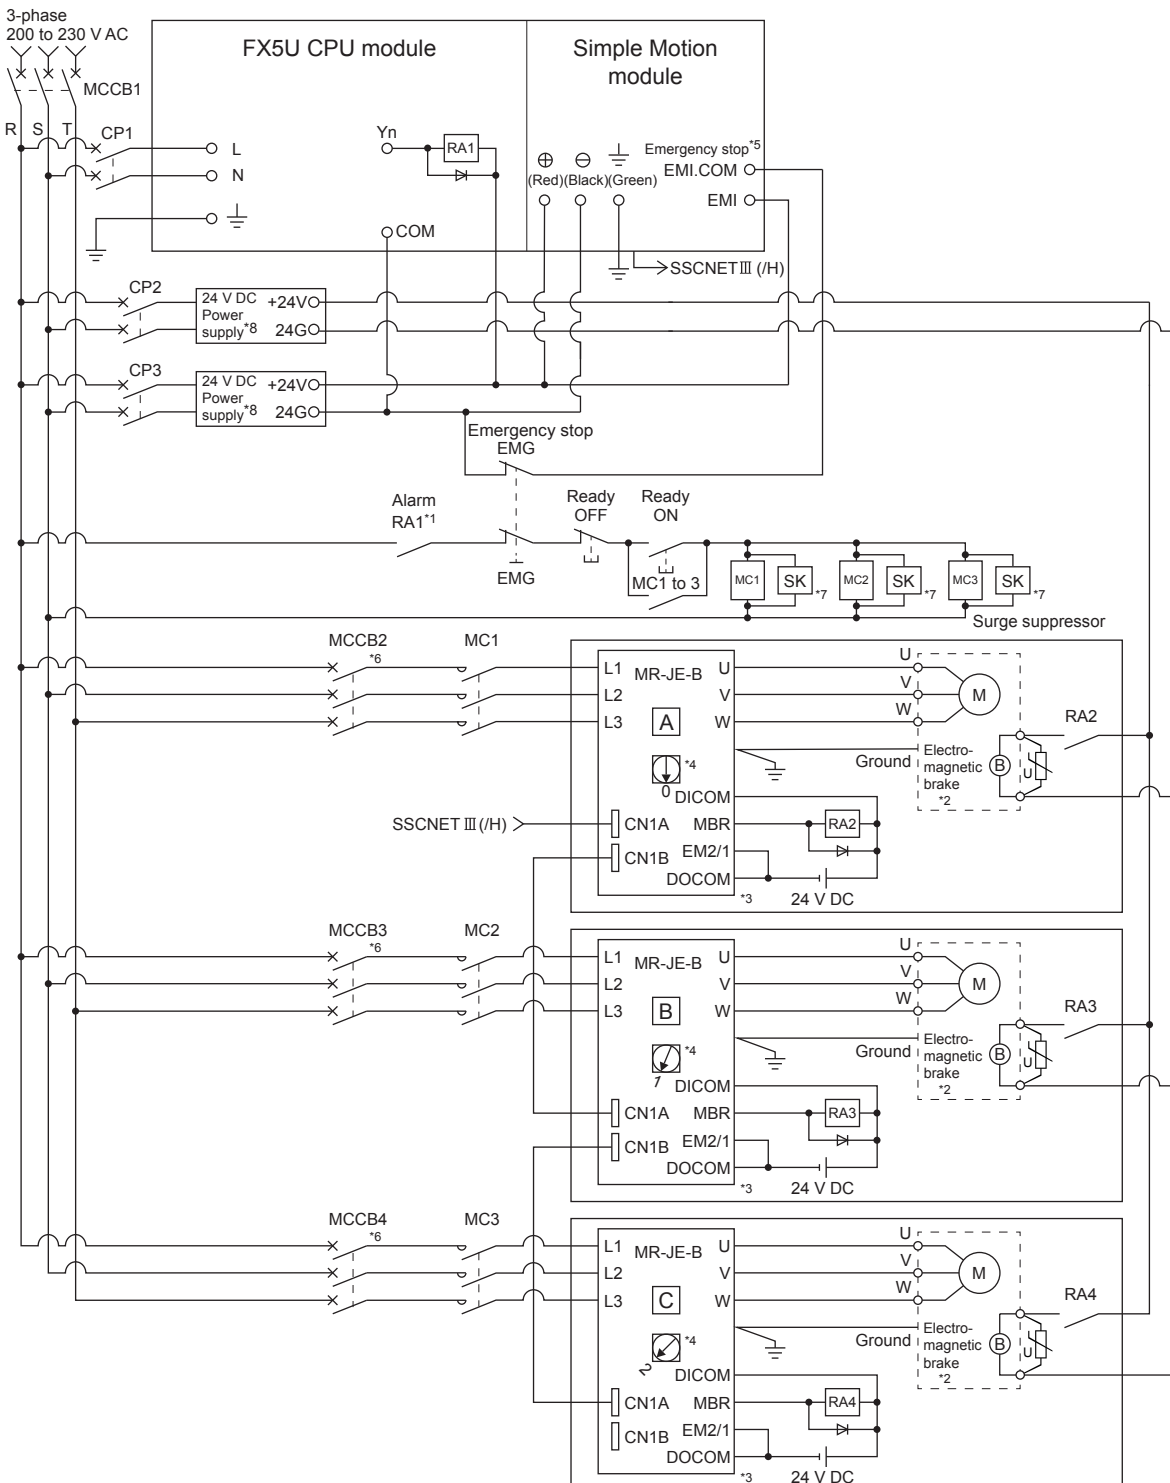 3-phase
200 to 230 V AC
MCCB1
R S T
CP1
FX5U CPU module
L
N
Yn
RA1
COM
Simple Motion
module
Emergency stop*5
EMI.COM
EMI
(Red)(Black)(Green)
SSCNET Ⅲ (/H)
CP2
24 V DC
Power
supply*8
+24V
24G
CP3
24 V DC
Power
supply*8
+24V
24G
Emergency stop
EMG
Alarm
RA1*1
EMG
Ready
OFF
Ready
ON
MC1 to 3
MC1
SK
*7
MC2
SK
*7
MC3
SK
*7
Surge suppressor
MCCB2
*6
MC1
L1
L2
L3
MR-JE-B
A
*4
0
U
V
W
U
V
W
M
Ground
Electro-
magnetic
brake
*2
B
U
RA2
DICOM
MBR
EM2/1
DOCOM
RA2
24 V DC
*3
SSCNET Ⅲ (/H)
CN1A
CN1B
MCCB3
*6
MC2
L1
L2
L3
MR-JE-B
B
*4
1
U
V
W
U
V
W
M
Ground
Electro-
magnetic
brake
*2
B
U
RA3
DICOM
MBR
EM2/1
DOCOM
RA3
24 V DC
*3
CN1A
CN1B
MCCB4
*6
MC3
L1
L2
L3
MR-JE-B
C
*4
2
U
V
W
U
V
W
M
Ground
Electro-
magnetic
brake
*2
B
U
RA4
DICOM
MBR
EM2/1
DOCOM
RA4
24 V DC
*3
CN1A
CN1B